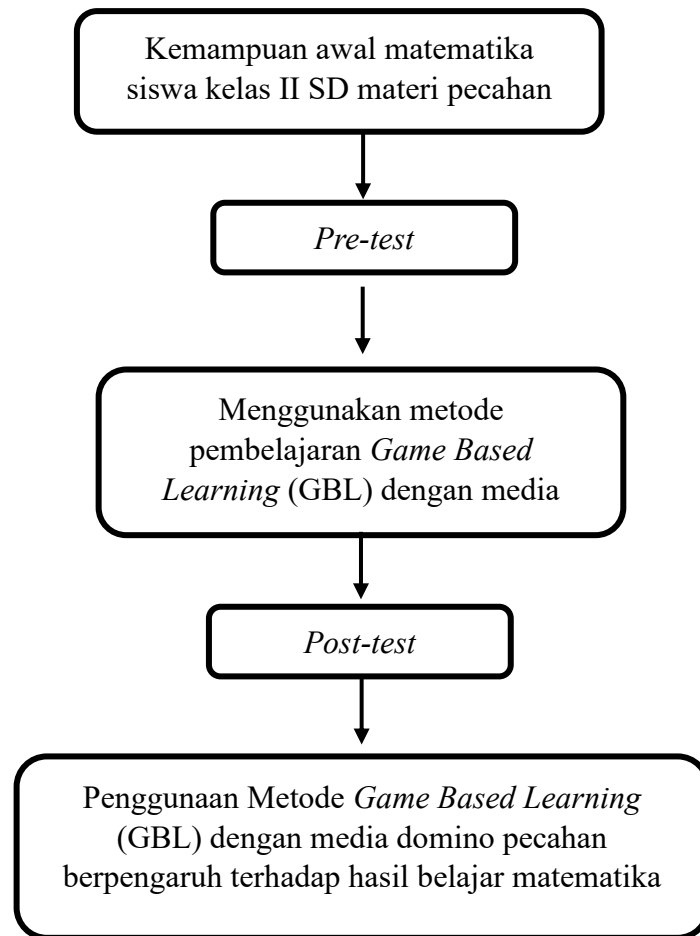 Kemampuan awal matematika
siswa kelas II SD materi pecahan
Pre-test
Menggunakan metode
pembelajaran Game Based
Learning (GBL) dengan media
Post-test
Penggunaan Metode Game Based Learning
(GBL) dengan media domino pecahan
berpengaruh terhadap hasil belajar matematika